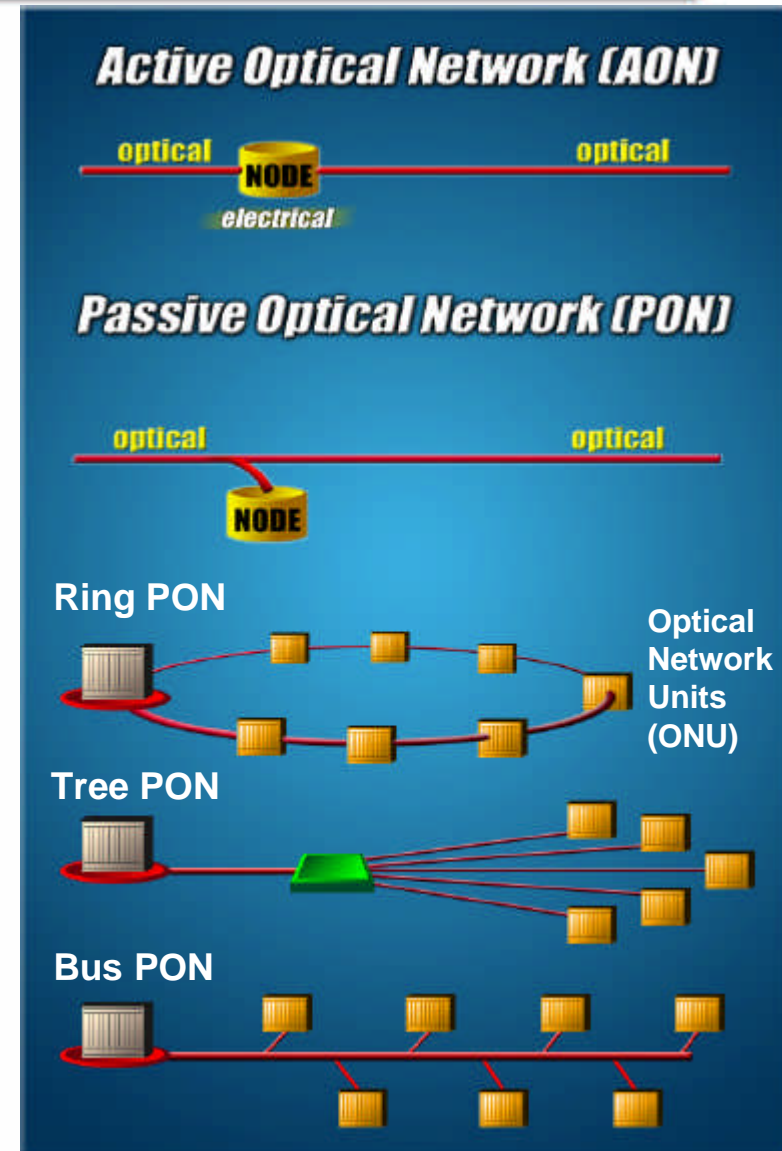 Active Optical Network (AON)
optical optical
NODE
electrical
Passive Optical Network (PON)
optical optical
NODE
Ring PON
Optical
Network
Units
(ONU)
Tree PON
Bus PON